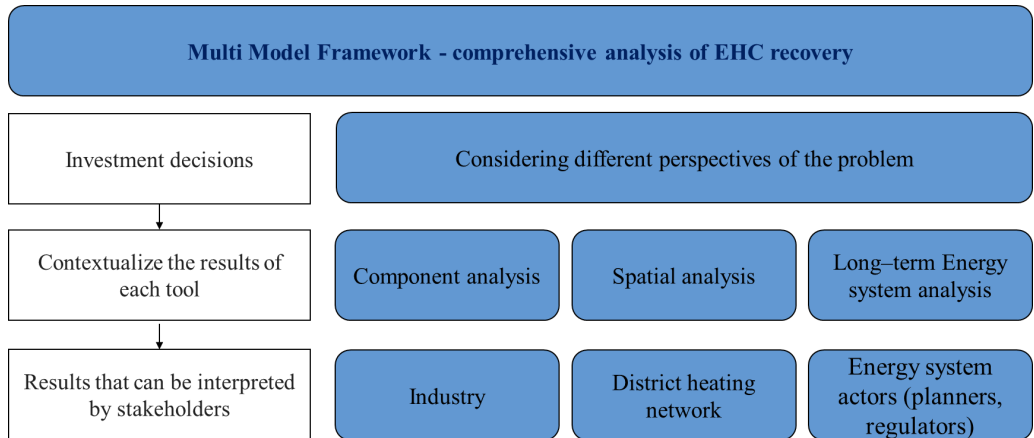 Multi Model Framework - comprehensive analysis of EHC recovery
Investment decisions
Considering different perspectives of the problem
Contextualize the results of
each tool
Component analysis
Spatial analysis
Long–term Energy
system analysis
Results that can be interpreted
by stakeholders
Industry
District heating
network
Energy system
actors (planners,
regulators)